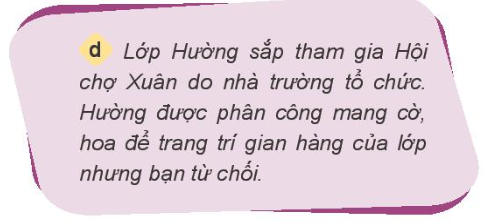 d Lớp Hường sắp tham gia Hội
chợ Xuân do nhà trường tổ chức.
Hường được phân công mang cờ,
hoa để trang trí gian hàng của lớp
nhưng bạn từ chối.